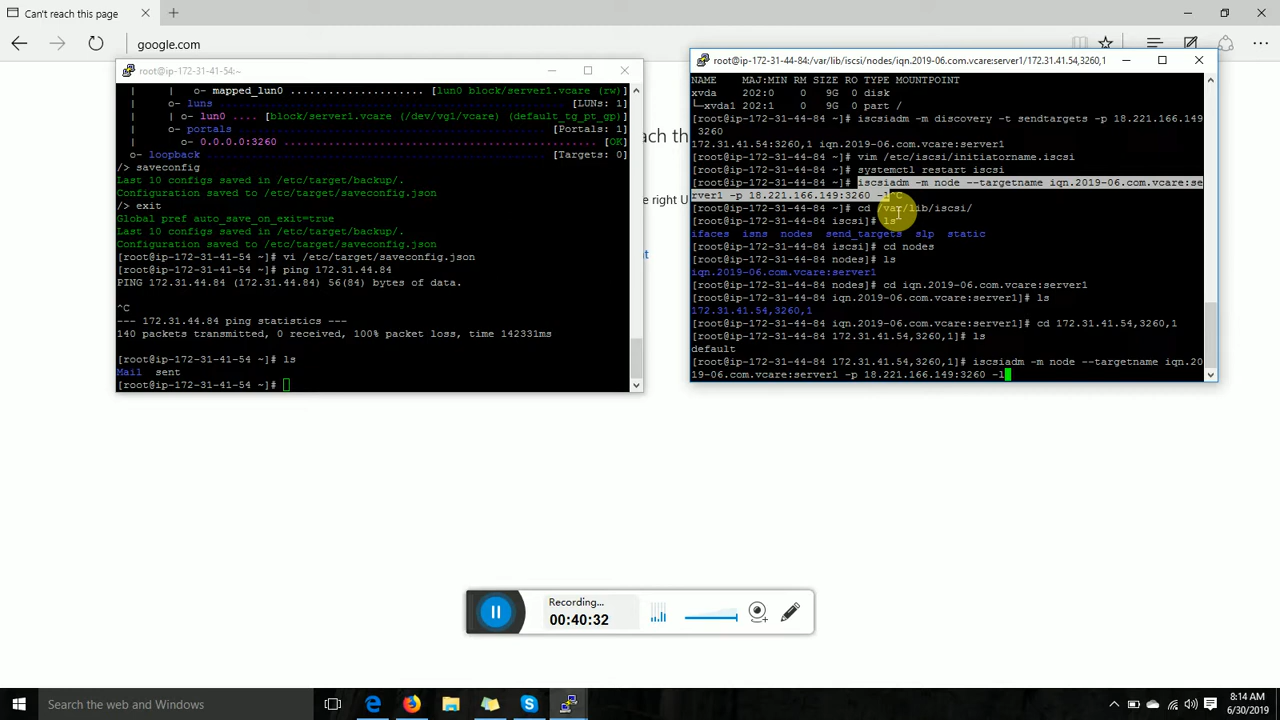 Can't reach this page
google.com
root@ip-172-31-41-54:~
|      |   o- mapped_lun0 ..................... [lun0 block/server1.vcare (rw)]
|      o- luns ................................. [LUNs: 1]
|      | o- lun0 .... [block/server1.vcare (/dev/vg1/vcare) (default_tg_pt_gp)]
|      o- portals .............................. [Portals: 1]
|        o- 0.0.0.0:3260 ....................... [OK]
o- loopback .................................... [Targets: 0]
/> saveconfig
Last 10 configs saved in /etc/target/backup/.
Configuration saved to /etc/target/saveconfig.json
/> exit
Global pref auto_save_on_exit=true
Last 10 configs saved in /etc/target/backup/.
Configuration saved to /etc/target/saveconfig.json
[root@ip-172-31-41-54 ~]# vi /etc/target/saveconfig.json
[root@ip-172-31-41-54 ~]# ping 172.31.44.84
PING 172.31.44.84 (172.31.44.84) 56(84) bytes of data.
^C
--- 172.31.44.84 ping statistics ---
140 packets transmitted, 0 received, 100% packet loss, time 142331ms
[root@ip-172-31-41-54 ~]# ls
Mail  sent
[root@ip-172-31-41-54 ~]#
root@ip-172-31-44-84:/var/lib/iscsi/nodes/iqn.2019-06.com.vcare:server1/172.31.41.54,3260,1
NAME    MAJ:MIN RM SIZE RO TYPE MOUNTPOINT
xvda    202:0    0   9G  0 disk
└─xvda1 202:1    0   9G  0 part /
[root@ip-172-31-44-84 ~]# iscsiadm -m discovery -t sendtargets -p 18.221.166.149
3260
172.31.41.54:3260,1 iqn.2019-06.com.vcare:server1
[root@ip-172-31-44-84 ~]# vim /etc/iscsi/initiatorname.iscsi
[root@ip-172-31-44-84 ~]# systemctl restart iscsi
[root@ip-172-31-44-84 ~]# iscsiadm -m node --targetname iqn.2019-06.com.vcare:se
rver1 -p 18.221.166.149:3260 -l^C
[root@ip-172-31-44-84 ~]# cd /var/lib/iscsi/
[root@ip-172-31-44-84 iscsi]# ls
ifaces  isns  nodes  send_targets  slp  static
[root@ip-172-31-44-84 iscsi]# cd nodes
[root@ip-172-31-44-84 nodes]# ls
iqn.2019-06.com.vcare:server1
[root@ip-172-31-44-84 nodes]# cd iqn.2019-06.com.vcare:server1
[root@ip-172-31-44-84 iqn.2019-06.com.vcare:server1]# ls
172.31.41.54,3260,1
[root@ip-172-31-44-84 iqn.2019-06.com.vcare:server1]# cd 172.31.41.54,3260,1
[root@ip-172-31-44-84 172.31.41.54,3260,1]# ls
default
[root@ip-172-31-44-84 172.31.41.54,3260,1]# iscsiadm -m node --targetname iqn.20
19-06.com.vcare:server1 -p 18.221.166.149:3260 -l
ach th
e right U
Recording...
00:40:32
Search the web and Windows
8:14 AM
6/30/2019